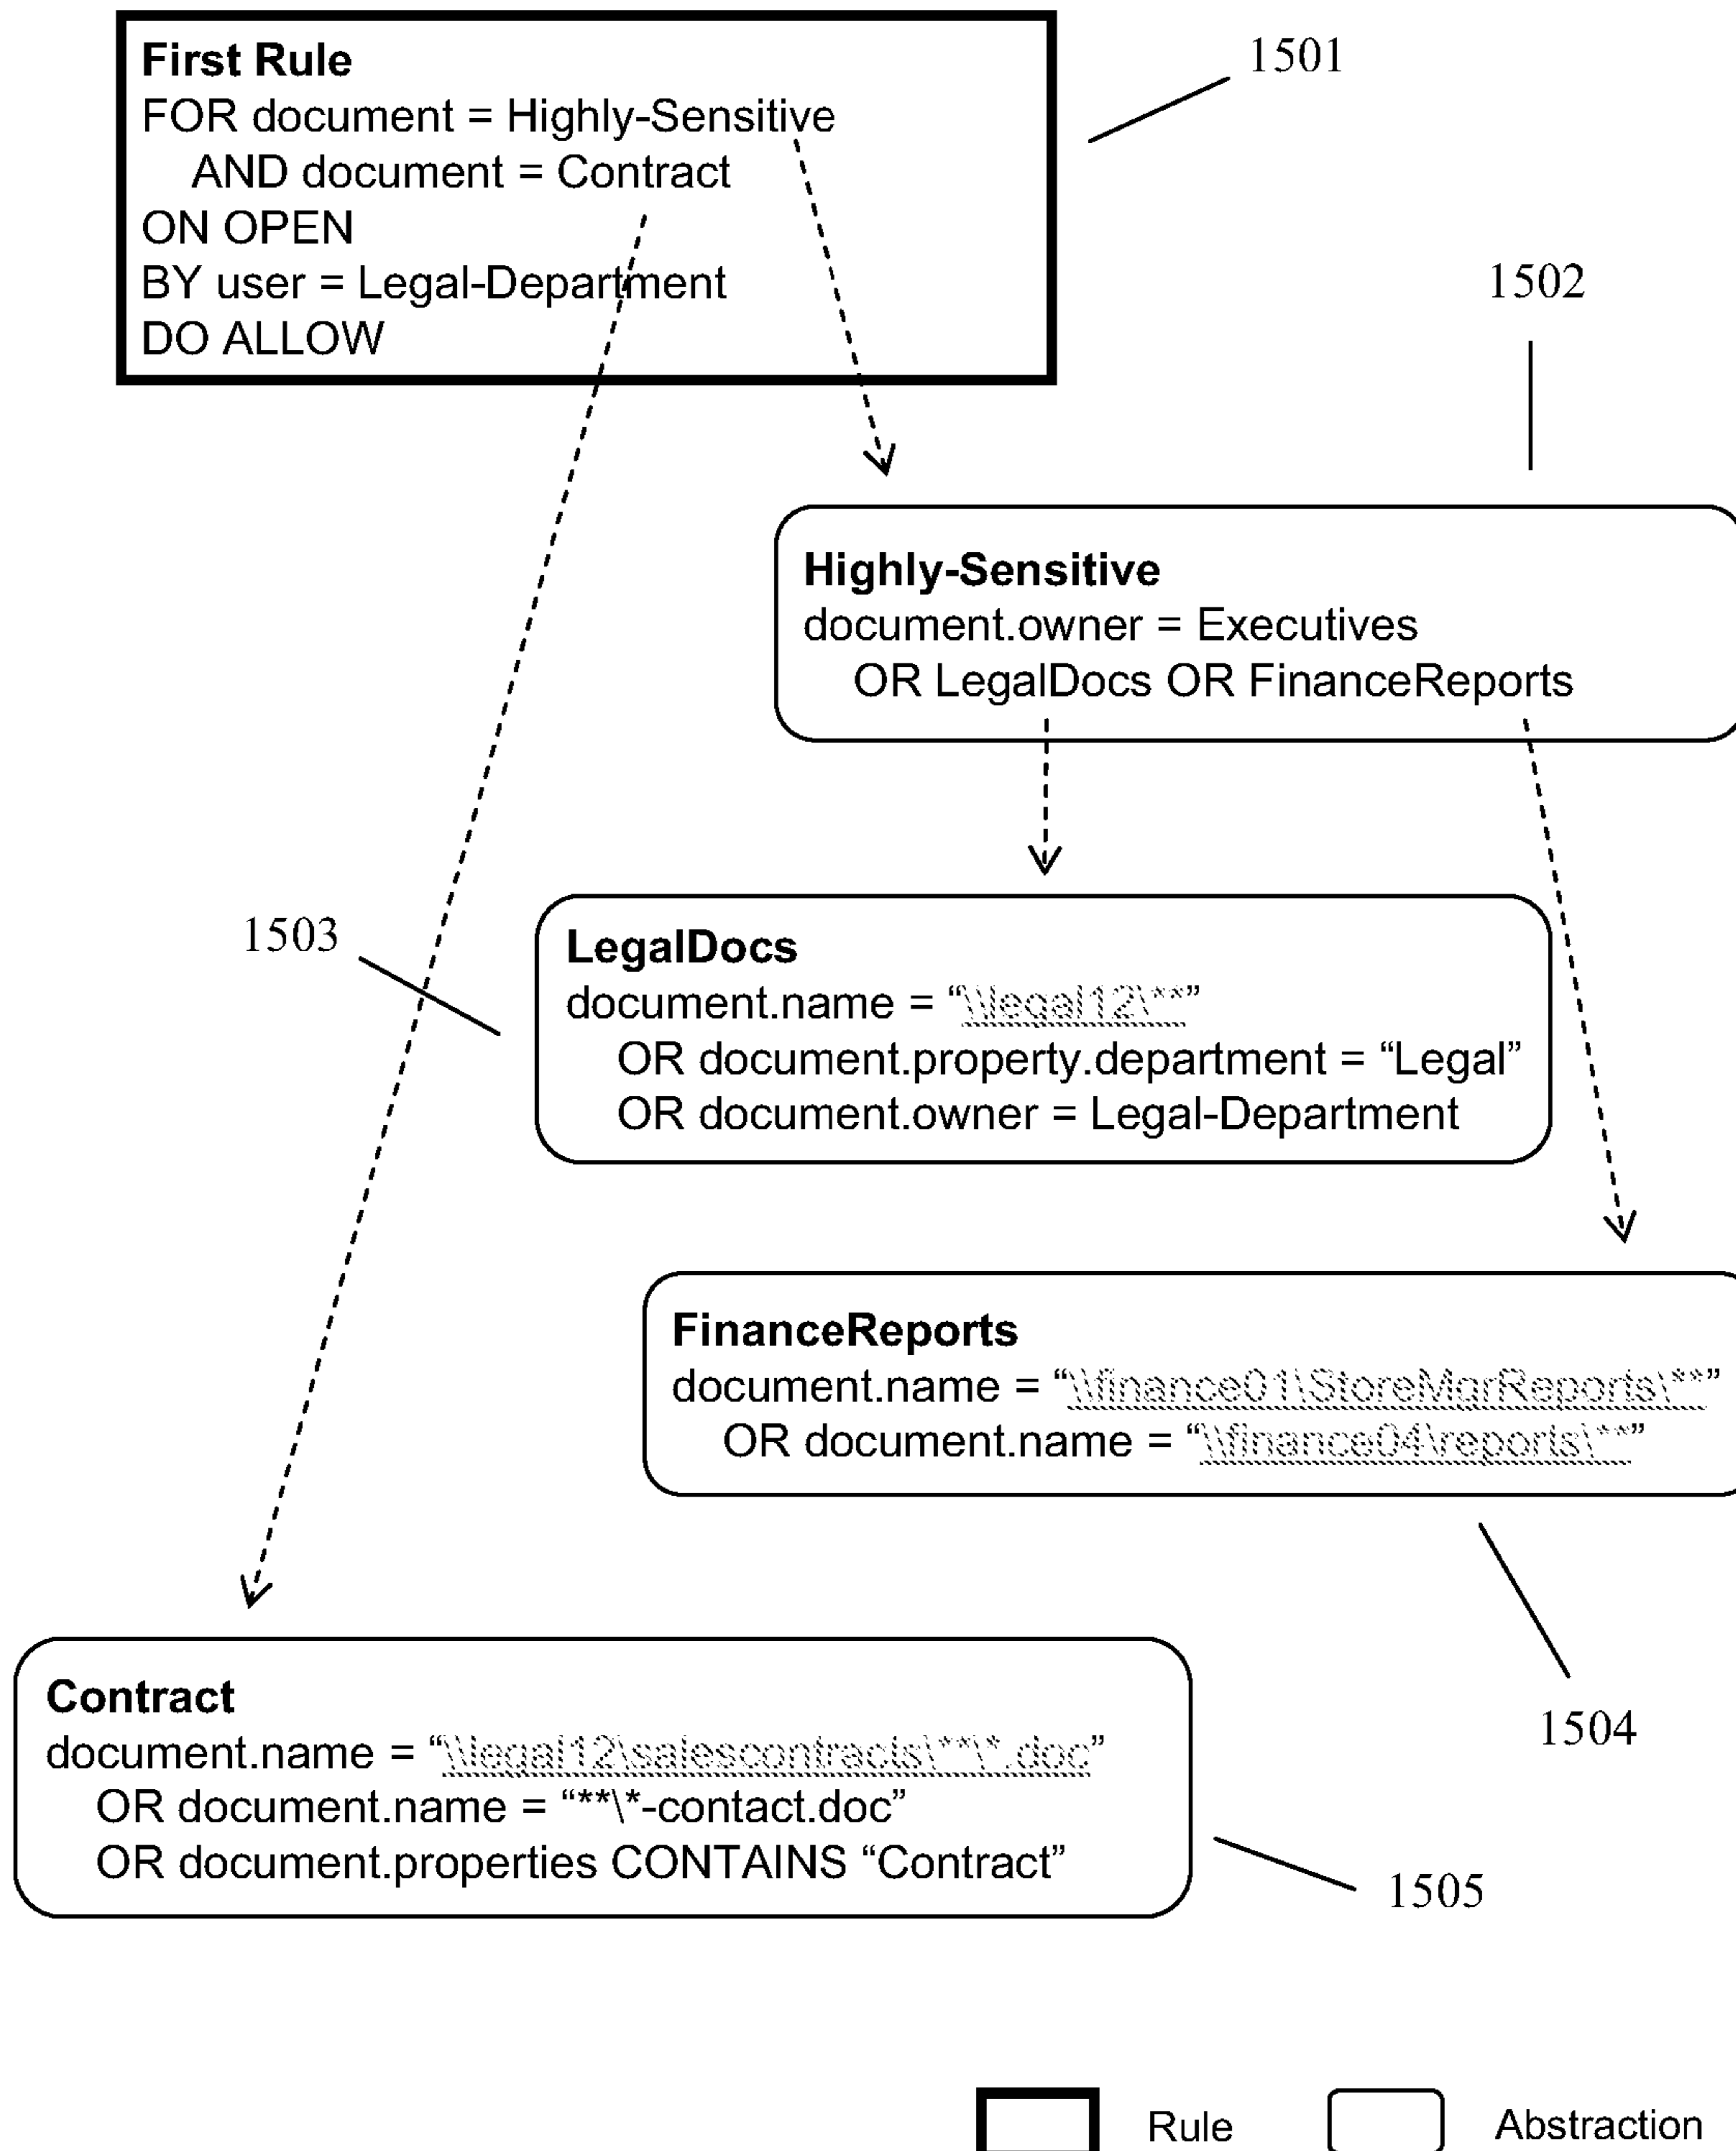 First Rule
FOR document = Highly-Sensitive
AND document = Contract
ON OPEN
BY user = Legal-Department
DO ALLOW
1501
1502
Highly-Sensitive
document.owner = Executives
OR LegalDocs OR FinanceReports
1503
LegalDocs
document.name = “\\legal12\**”
OR document.property.department = “Legal”
OR document.owner = Legal-Department
FinanceReports
document.name = “\\finance01\StoreMgrReports\**”
OR document.name = “\\finance04\reports\**”
1504
Contract
document.name = “\\legal12\salescontracts\**\*.doc”
OR document.name = “**\*-contact.doc”
OR document.properties CONTAINS “Contract”
1505
Rule
Abstraction